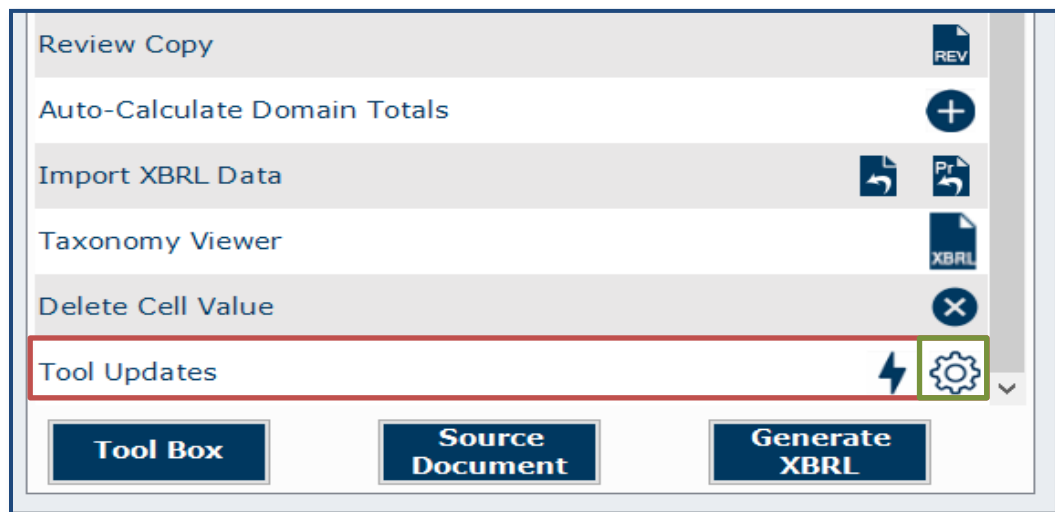 Review Copy
REV
Auto-Calculate Domain Totals
Import XBRL Data
Pr
Taxonomy Viewer
XBRL
Delete Cell Value
Tool Updates
Tool Box
Source
Document
Generate
XBRL